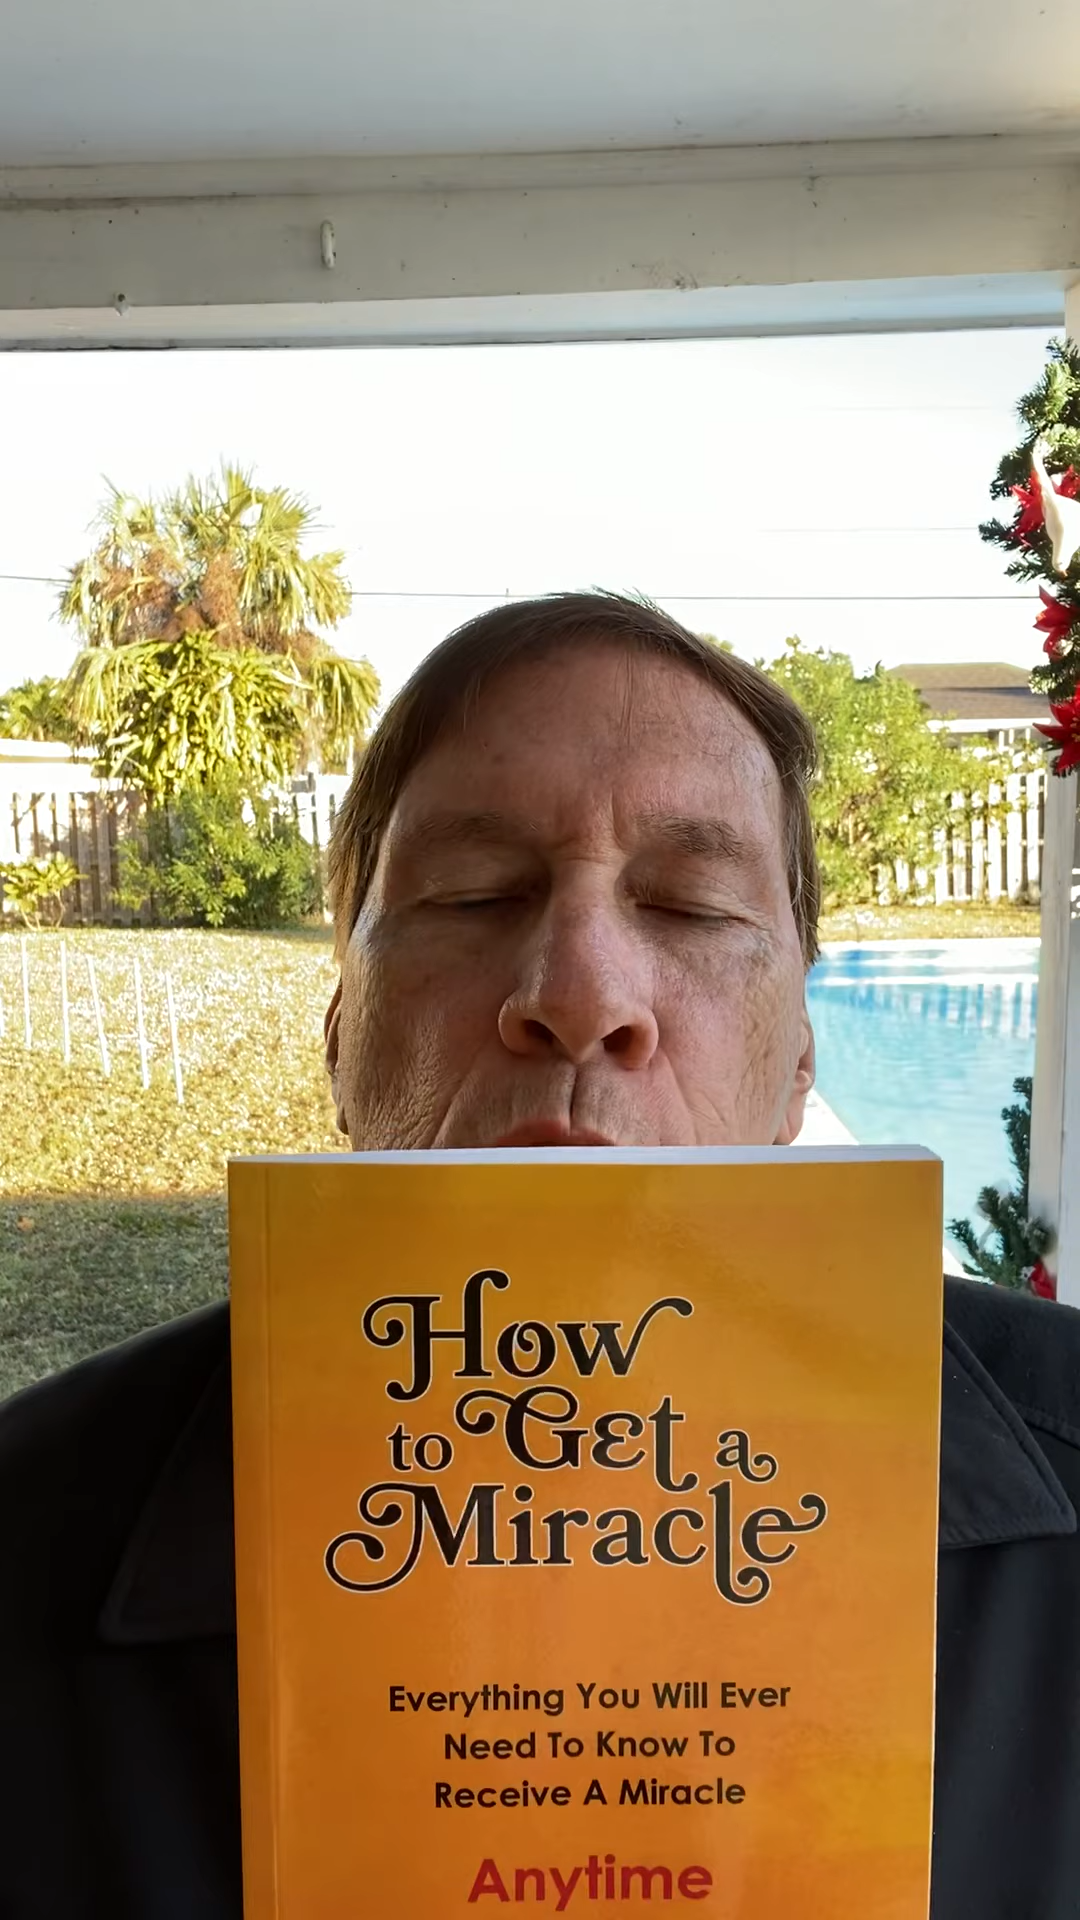 How
to Get a
Miracle
Everything You Will Ever
Need To Know To
Receive A Miracle
Anytime